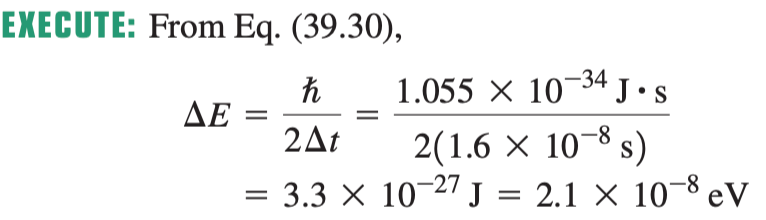 EXECUTE: From Eq. (39.30),
ΔE = ℏ / 2Δt = 1.055 × 10⁻³⁴ J · s / 2(1.6 × 10⁻⁸ s)
= 3.3 × 10⁻²⁷ J = 2.1 × 10⁻⁸ eV